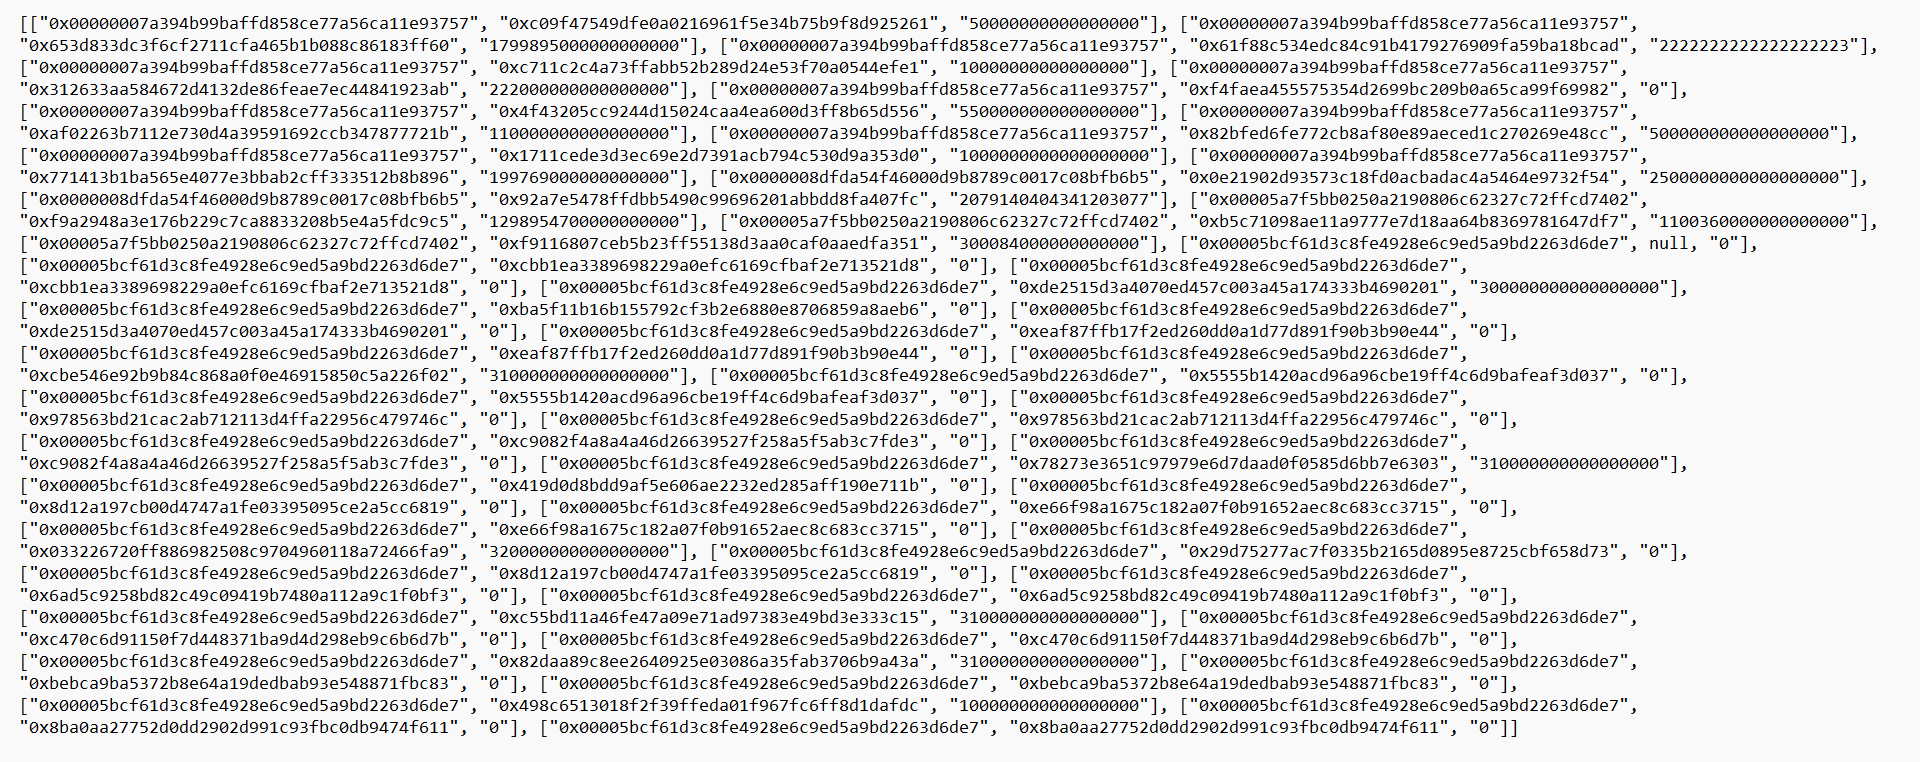 [["0x00000007a394b99baffd858ce77a56ca11e93757", "0xc09f47549dfe0a0216961f5e34b75b9f8d925261", "50000000000000000"], ["0x00000007a394b99baffd858ce77a56ca11e93757",
"0x653d833dc3f6cf2711cfa465b1b088c86183ff60", "1799895000000000000"], ["0x00000007a394b99baffd858ce77a56ca11e93757", "0x61f88c534edc84c91b4179276909fa59ba18bcad", "2222222222222222223"],
["0x00000007a394b99baffd858ce77a56ca11e93757", "0xc711c2c4a73ffabb52b289d24e53f70a0544efe1", "10000000000000000"], ["0x00000007a394b99baffd858ce77a56ca11e93757",
"0x312633aa584672d4132de86feae7ec44841923ab", "222000000000000000"], ["0x00000007a394b99baffd858ce77a56ca11e93757", "0xf4faea455575354d2699bc209b0a65ca99f69982", "0"],
["0x00000007a394b99baffd858ce77a56ca11e93757", "0x4f43205cc9244d15024caa4ea600d3ff8b65d556", "55000000000000000"], ["0x00000007a394b99baffd858ce77a56ca11e93757",
"0xaf02263b7112e730d4a39591692ccb347877721b", "110000000000000000"], ["0x00000007a394b99baffd858ce77a56ca11e93757", "0x82bfed6fe772cb8af80e89aeced1c270269e48cc", "500000000000000000"],
["0x00000007a394b99baffd858ce77a56ca11e93757", "0x1711cede3d3ec69e2d7391acb794c530d9a353d0", "1000000000000000000"], ["0x00000007a394b99baffd858ce77a56ca11e93757",
"0x771413b1ba565e4077e3bbab2cff333512b8b896", "199769000000000000"], ["0x0000008dfda54f46000d9b8789c0017c08bfb6b5", "0x0e21902d93573c18fd0acbadac4a5464e9732f54", "2500000000000000000"],
["0x0000008dfda54f46000d9b8789c0017c08bfb6b5", "0x92a7e5478ffdbb5490c99696201abbdd8fa407fc", "2079140404341203077"], ["0x00005a7f5bb0250a2190806c62327c72ffcd7402",
"0xf9a2948a3e176b229c7ca8833208b5e4a5fdc9c5", "1298954700000000000"], ["0x00005a7f5bb0250a2190806c62327c72ffcd7402", "0xb5c71098ae11a9777e7d18aa64b8369781647df7", "1100360000000000000"],
["0x00005a7f5bb0250a2190806c62327c72ffcd7402", "0xf9116807ceb5b23ff55138d3aa0caf0aaedfa351", "300084000000000000"], ["0x00005bcf61d3c8fe4928e6c9ed5a9bd2263d6de7", null, "0"],
["0x00005bcf61d3c8fe4928e6c9ed5a9bd2263d6de7", "0xcbb1ea3389698229a0efc6169cfbaf2e713521d8", "0"], ["0x00005bcf61d3c8fe4928e6c9ed5a9bd2263d6de7",
"0xcbb1ea3389698229a0efc6169cfbaf2e713521d8", "0"], ["0x00005bcf61d3c8fe4928e6c9ed5a9bd2263d6de7", "0xde2515d3a4070ed457c003a45a174333b4690201", "300000000000000000"],
["0x00005bcf61d3c8fe4928e6c9ed5a9bd2263d6de7", "0xba5f11b16b155792cf3b2e6880e8706859a8aeb6", "0"], ["0x00005bcf61d3c8fe4928e6c9ed5a9bd2263d6de7",
"0xde2515d3a4070ed457c003a45a174333b4690201", "0"], ["0x00005bcf61d3c8fe4928e6c9ed5a9bd2263d6de7", "0xeaf87ffb17f2ed260dd0a1d77d891f90b3b90e44", "0"],
["0x00005bcf61d3c8fe4928e6c9ed5a9bd2263d6de7", "0xeaf87ffb17f2ed260dd0a1d77d891f90b3b90e44", "0"], ["0x00005bcf61d3c8fe4928e6c9ed5a9bd2263d6de7",
"0xcbe546e92b9b84c868a0f0e46915850c5a226f02", "310000000000000000"], ["0x00005bcf61d3c8fe4928e6c9ed5a9bd2263d6de7", "0x5555b1420acd96a96cbe19ff4c6d9bafeaf3d037", "0"],
["0x00005bcf61d3c8fe4928e6c9ed5a9bd2263d6de7", "0x5555b1420acd96a96cbe19ff4c6d9bafeaf3d037", "0"], ["0x00005bcf61d3c8fe4928e6c9ed5a9bd2263d6de7",
"0x978563bd21cac2ab712113d4ffa22956c479746c", "0"], ["0x00005bcf61d3c8fe4928e6c9ed5a9bd2263d6de7", "0x978563bd21cac2ab712113d4ffa22956c479746c", "0"],
["0x00005bcf61d3c8fe4928e6c9ed5a9bd2263d6de7", "0xc9082f4a8a4a46d26639527f258a5f5ab3c7fde3", "0"], ["0x00005bcf61d3c8fe4928e6c9ed5a9bd2263d6de7",
"0xc9082f4a8a4a46d26639527f258a5f5ab3c7fde3", "0"], ["0x00005bcf61d3c8fe4928e6c9ed5a9bd2263d6de7", "0x78273e3651c97979e6d7daad0f0585d6bb7e6303", "310000000000000000"],
["0x00005bcf61d3c8fe4928e6c9ed5a9bd2263d6de7", "0x419d0d8bdd9af5e606ae2232ed285aff190e711b", "0"], ["0x00005bcf61d3c8fe4928e6c9ed5a9bd2263d6de7",
"0x8d12a197cb00d4747a1fe03395095ce2a5cc6819", "0"], ["0x00005bcf61d3c8fe4928e6c9ed5a9bd2263d6de7", "0xe66f98a1675c182a07f0b91652aec8c683cc3715", "0"],
["0x00005bcf61d3c8fe4928e6c9ed5a9bd2263d6de7", "0xe66f98a1675c182a07f0b91652aec8c683cc3715", "0"], ["0x00005bcf61d3c8fe4928e6c9ed5a9bd2263d6de7",
"0x033226720ff886982508c9704960118a72466fa9", "320000000000000000"], ["0x00005bcf61d3c8fe4928e6c9ed5a9bd2263d6de7", "0x29d75277ac7f0335b2165d0895e8725cbf658d73", "0"],
["0x00005bcf61d3c8fe4928e6c9ed5a9bd2263d6de7", "0x8d12a197cb00d4747a1fe03395095ce2a5cc6819", "0"], ["0x00005bcf61d3c8fe4928e6c9ed5a9bd2263d6de7",
"0x6ad5c9258bd82c49c09419b7480a112a9c1f0bf3", "0"], ["0x00005bcf61d3c8fe4928e6c9ed5a9bd2263d6de7", "0x6ad5c9258bd82c49c09419b7480a112a9c1f0bf3", "0"],
["0x00005bcf61d3c8fe4928e6c9ed5a9bd2263d6de7", "0xc55bd11a46fe47a09e71ad97383e49bd3e333c15", "310000000000000000"], ["0x00005bcf61d3c8fe4928e6c9ed5a9bd2263d6de7",
"0xc470c6d91150f7d448371ba9d4d298eb9c6b6d7b", "0"], ["0x00005bcf61d3c8fe4928e6c9ed5a9bd2263d6de7", "0xc470c6d91150f7d448371ba9d4d298eb9c6b6d7b", "0"],
["0x00005bcf61d3c8fe4928e6c9ed5a9bd2263d6de7", "0x82daa89c8ee2640925e03086a35fab3706b9a43a", "310000000000000000"], ["0x00005bcf61d3c8fe4928e6c9ed5a9bd2263d6de7",
"0xbebca9ba5372b8e64a19dedbab93e548871fbc83", "0"], ["0x00005bcf61d3c8fe4928e6c9ed5a9bd2263d6de7", "0xbebca9ba5372b8e64a19dedbab93e548871fbc83", "0"],
["0x00005bcf61d3c8fe4928e6c9ed5a9bd2263d6de7", "0x498c6513018f2f39ffeda01f967fc6ff8d1dafdc", "100000000000000000"], ["0x00005bcf61d3c8fe4928e6c9ed5a9bd2263d6de7",
"0x8ba0aa27752d0dd2902d991c93fbc0db9474f611", "0"], ["0x00005bcf61d3c8fe4928e6c9ed5a9bd2263d6de7", "0x8ba0aa27752d0dd2902d991c93fbc0db9474f611", "0"]]